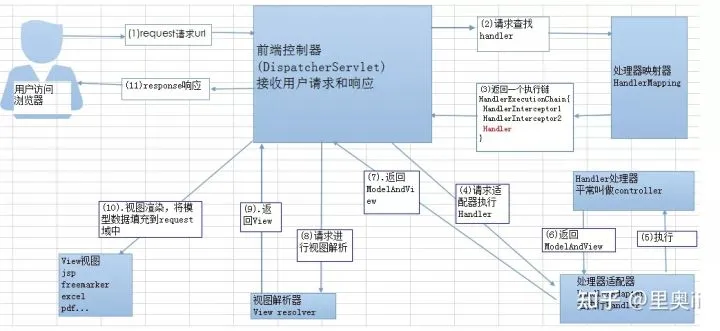 (1)request请求url
(11)response响应
用户访问
浏览器
前端控制器
(DispatcherServlet)
接收用户请求和响应
(2)请求查找
handler
处理器映射器
HandlerMapping
(3)返回一个执行链
HandlerExecutionChain{
HandlerInterceptor1
HandlerInterceptor2
Handler
}
(7).返回
ModelAndVi
ew
(4)请求适
配器执行
Handler
Handler处理器
平常叫做controller
(10).视图渲染，将模
型数据填充到request
域中
(9).返
回View
(8)请求进
行视图解析
(6)返回
ModelAndView
(5)执行
View视图
jsp
freemarker
excel
pdf...
视图解析器
View resolver
处理器适配器
知乎 @里奥ii